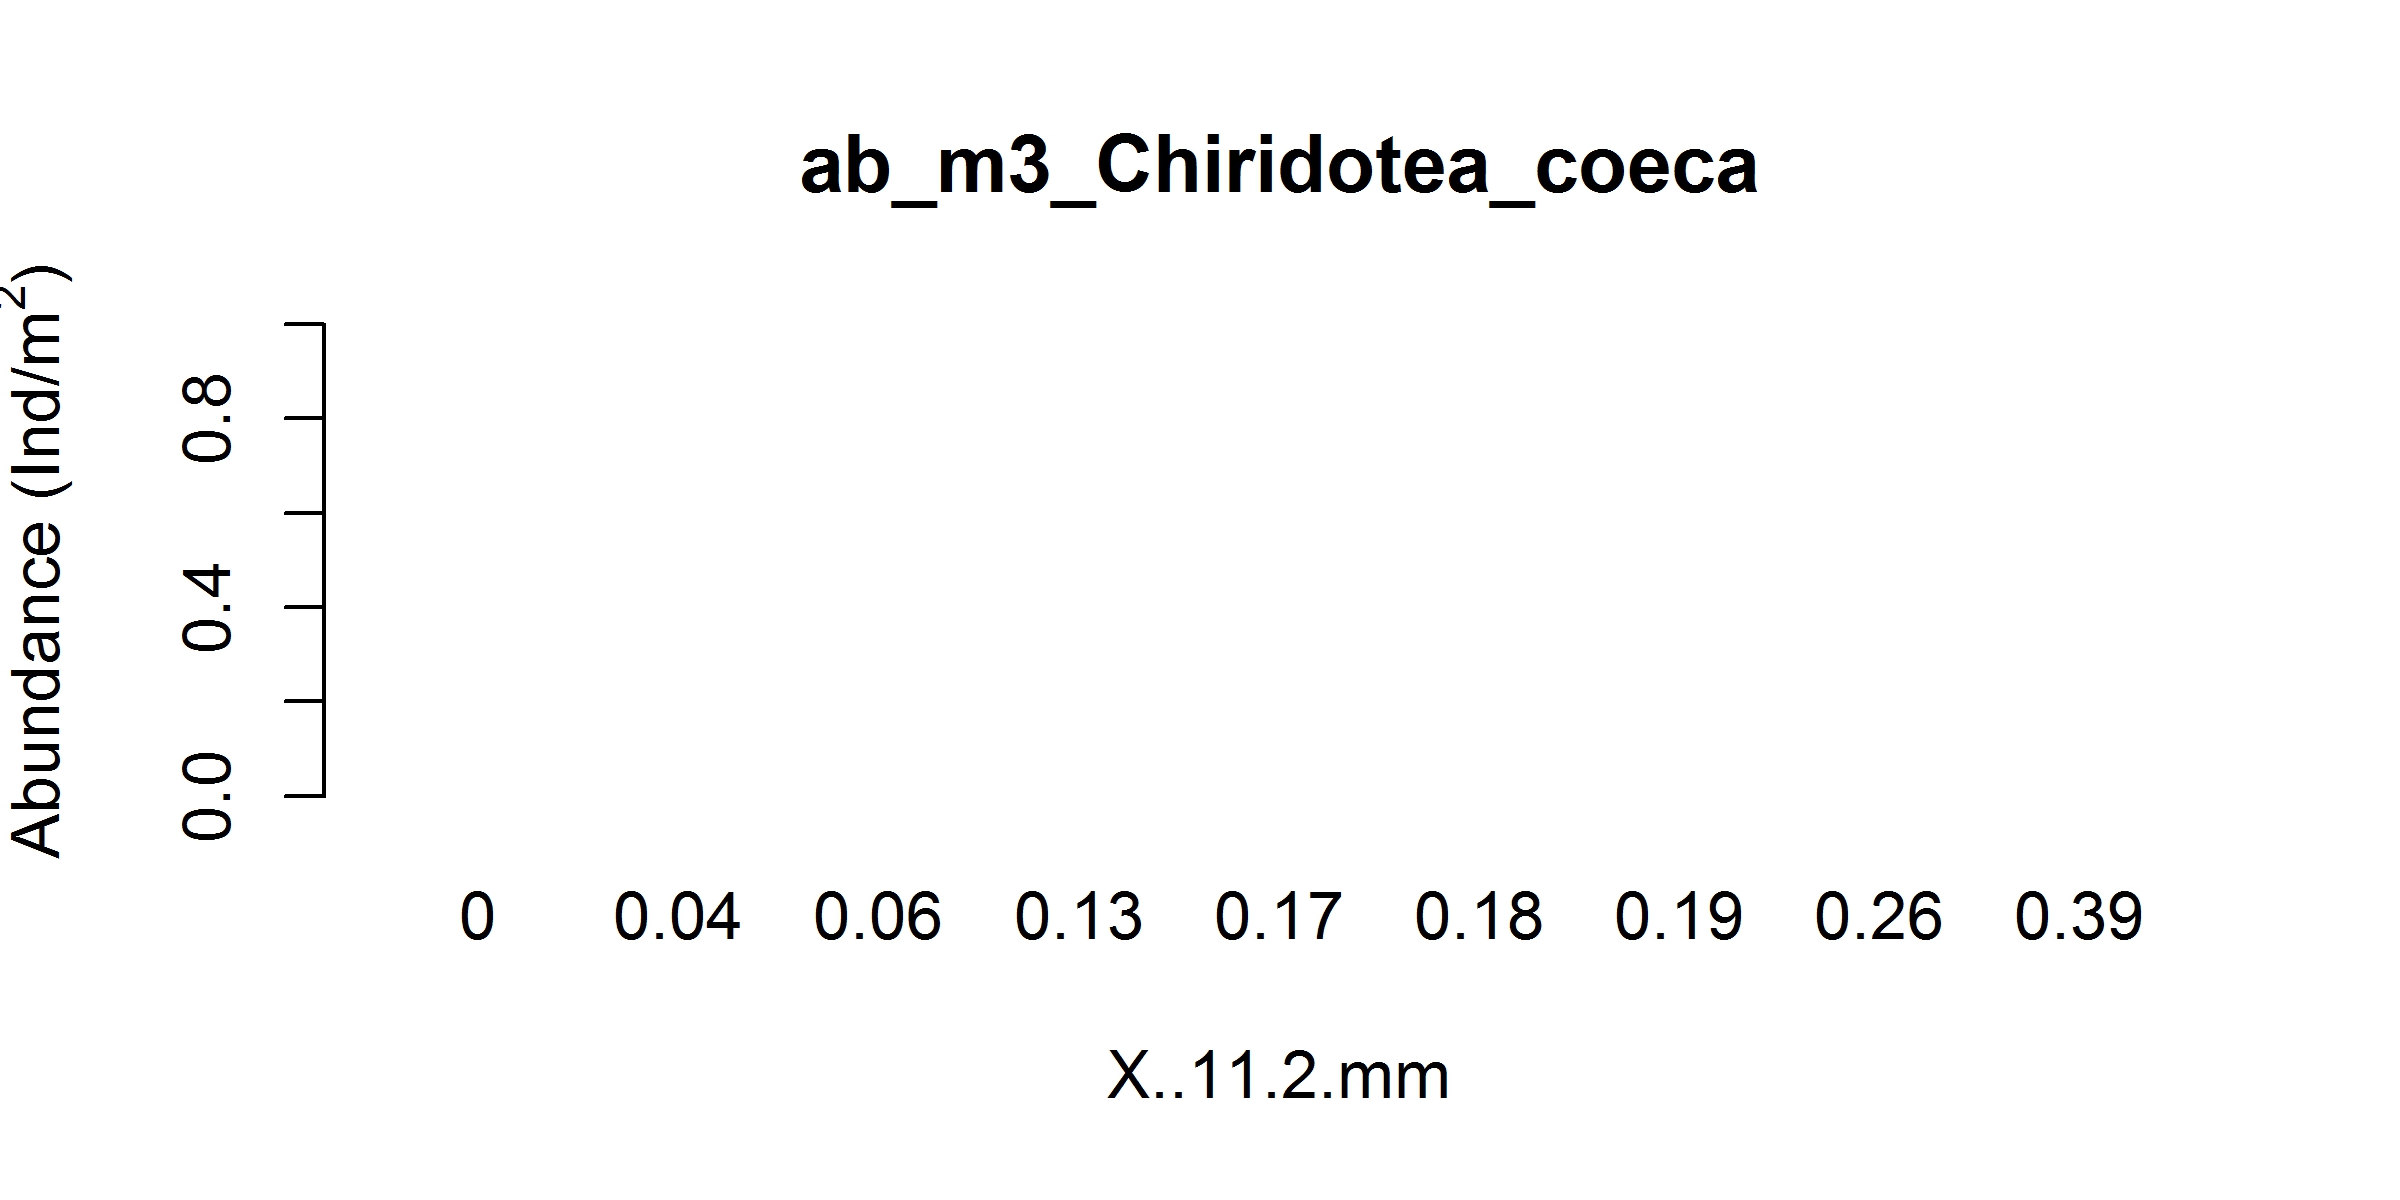 ab_m3_Chiridotea_coeca
Abundance (Ind/m²)
0.8
0.4
0.0
0 0.04 0.06 0.13 0.17 0.18 0.19 0.26 0.39
X..11.2.mm